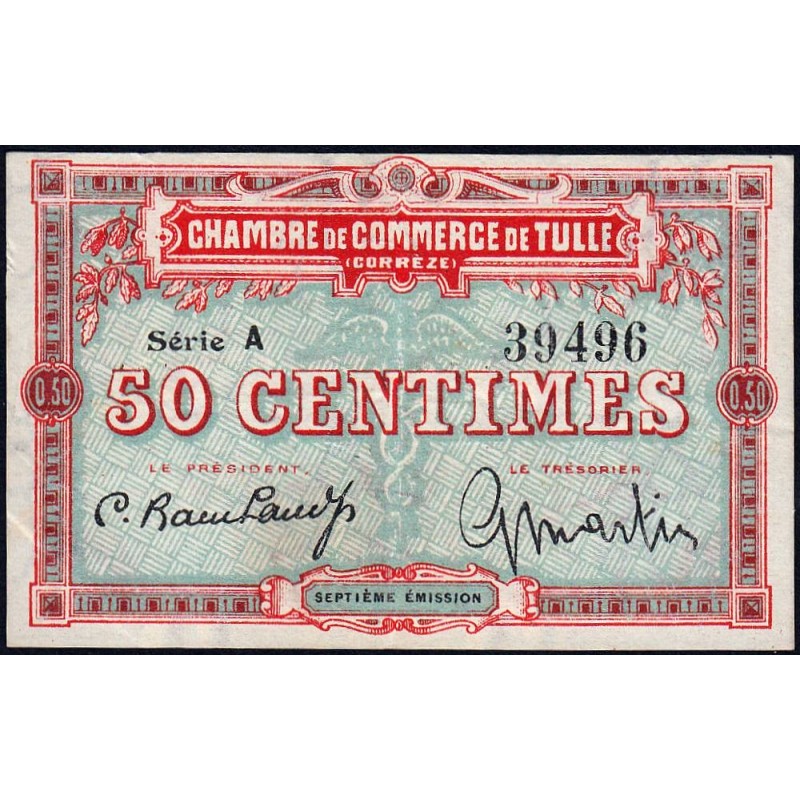 CHAMBRE DE COMMERCE DE TULLE
(CORRÈZE)
Série A 39496
0,50 50 CENTIMES 0,50
LE PRÉSIDENT, LE TRÉSORIER,
SEPTIÈME ÉMISSION